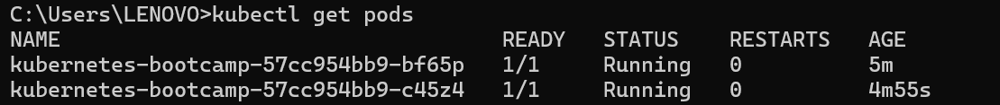 C:\Users\LENOVO>kubectl get pods
NAME READY STATUS RESTARTS AGE
kubernetes-bootcamp-57cc954bb9-bf65p 1/1 Running 0 5m
kubernetes-bootcamp-57cc954bb9-c45z4 1/1 Running 0 4m55s